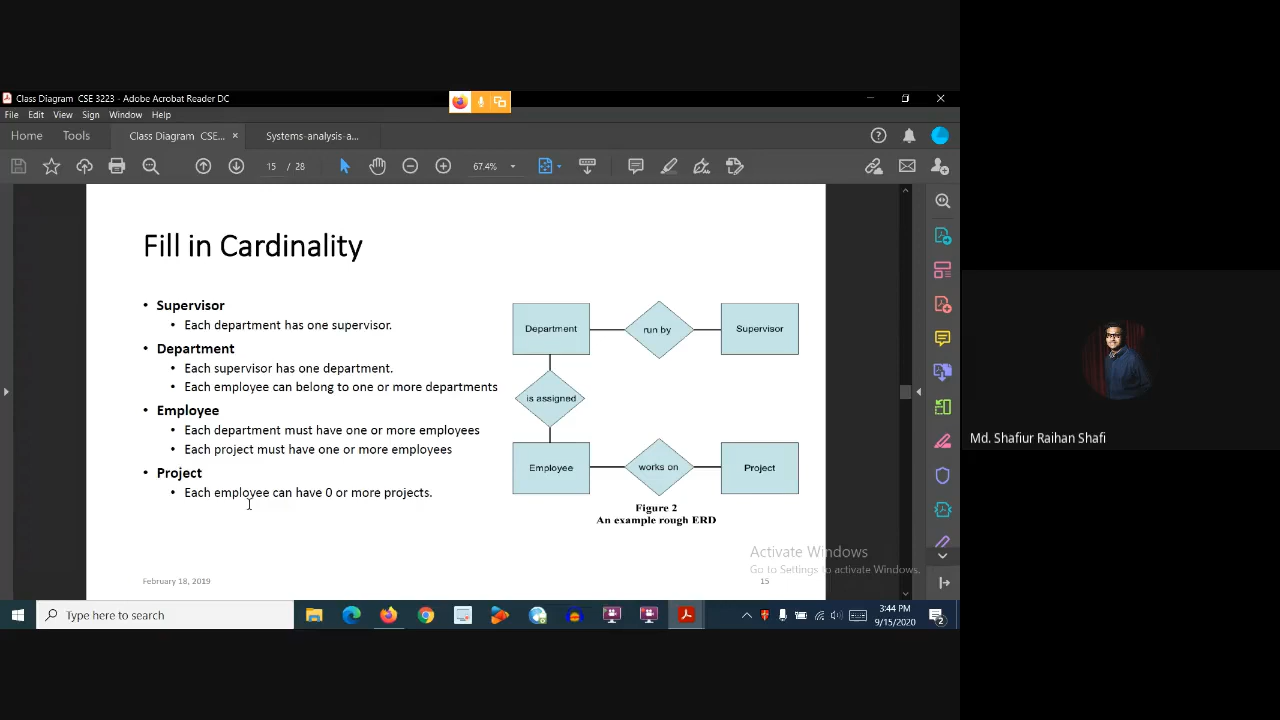 Class Diagram CSE 3223 - Adobe Acrobat Reader DC
File Edit View Sign Window Help
Home Tools Class Diagram CSE... × Systems-analysis-a...
15 / 28 67.4%
Fill in Cardinality
• Supervisor
• Each department has one supervisor.
• Department
• Each supervisor has one department.
• Each employee can belong to one or more departments
• Employee
• Each department must have one or more employees
• Each project must have one or more employees
• Project
• Each employee can have 0 or more projects.
Department run by Supervisor
is assigned
Employee works on Project
Figure 2
An example rough ERD
February 18, 2019
15
Activate Windows
Go to Settings to activate Windows.
Md. Shafiur Raihan Shafi
Type here to search
3:44 PM
9/15/2020
2